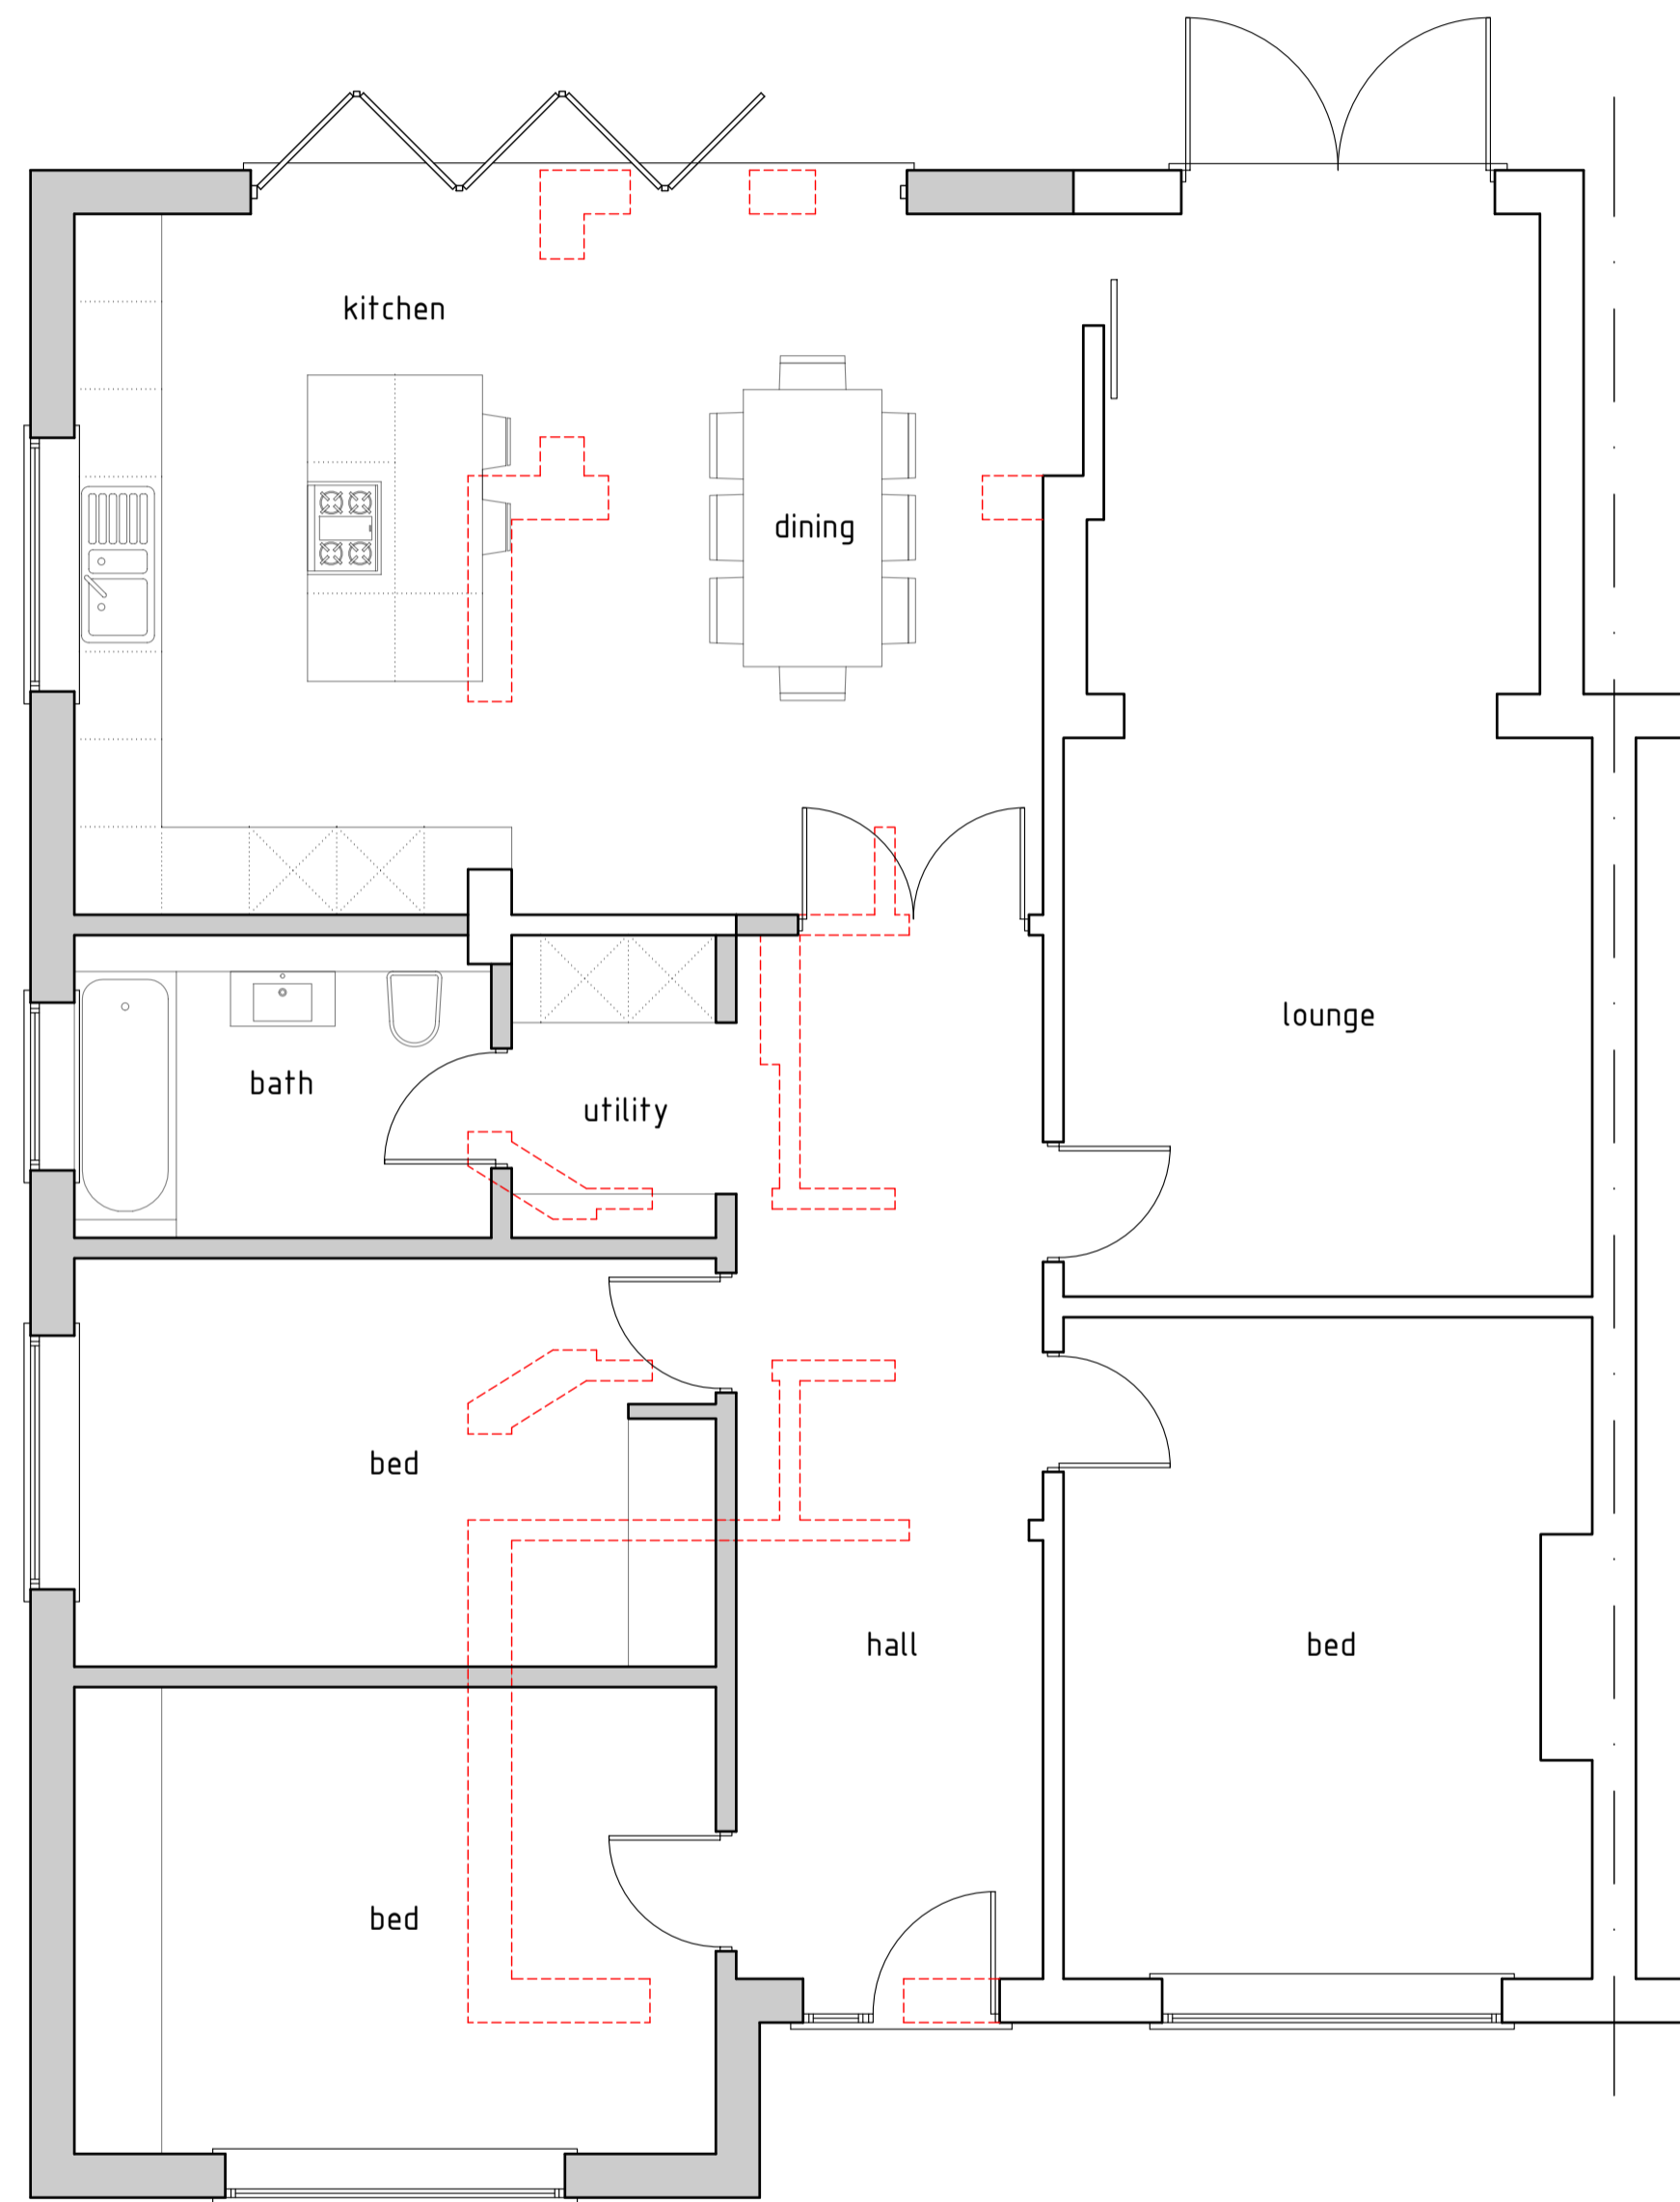 kitchen
dining
lounge
bath
utility
bed
hall
bed
bed